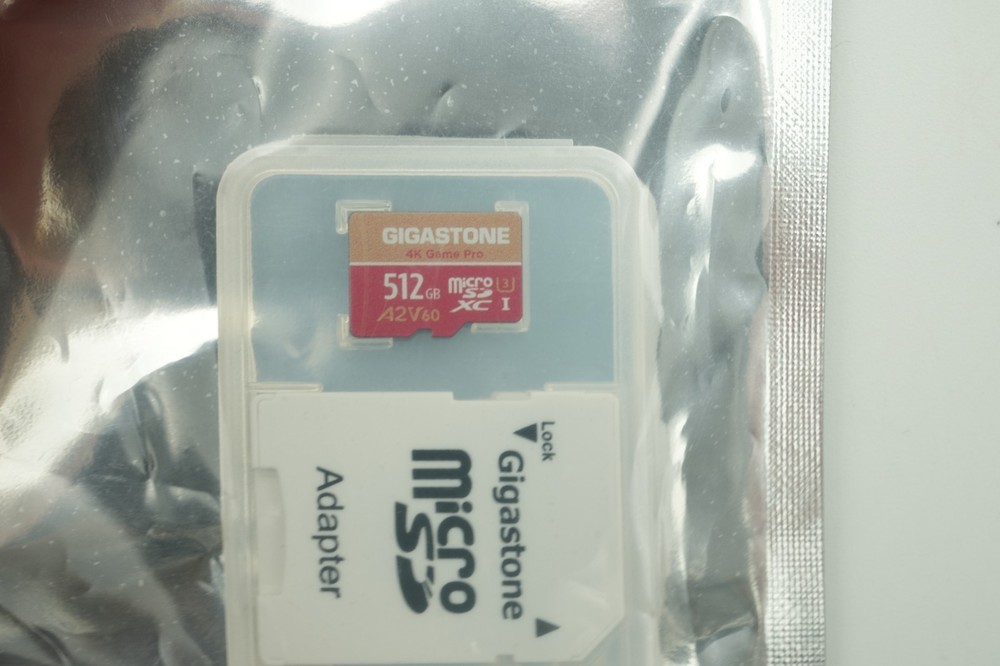 GIGASTONE
4K Game Pro
512GB
micro SD XC I
U3
A2V60
Lock
Gigastone
micro SD
Adapter